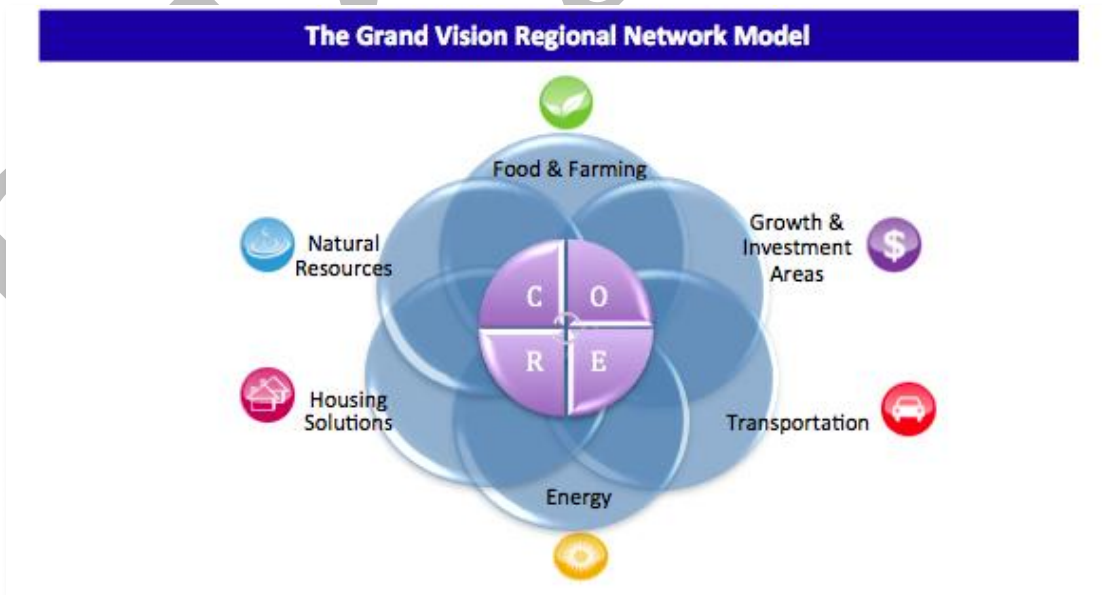 The Grand Vision Regional Network Model
Food & Farming
Growth &
Investment
Areas
$
Natural
Resources
C O
R E
Housing
Solutions
Transportation
Energy